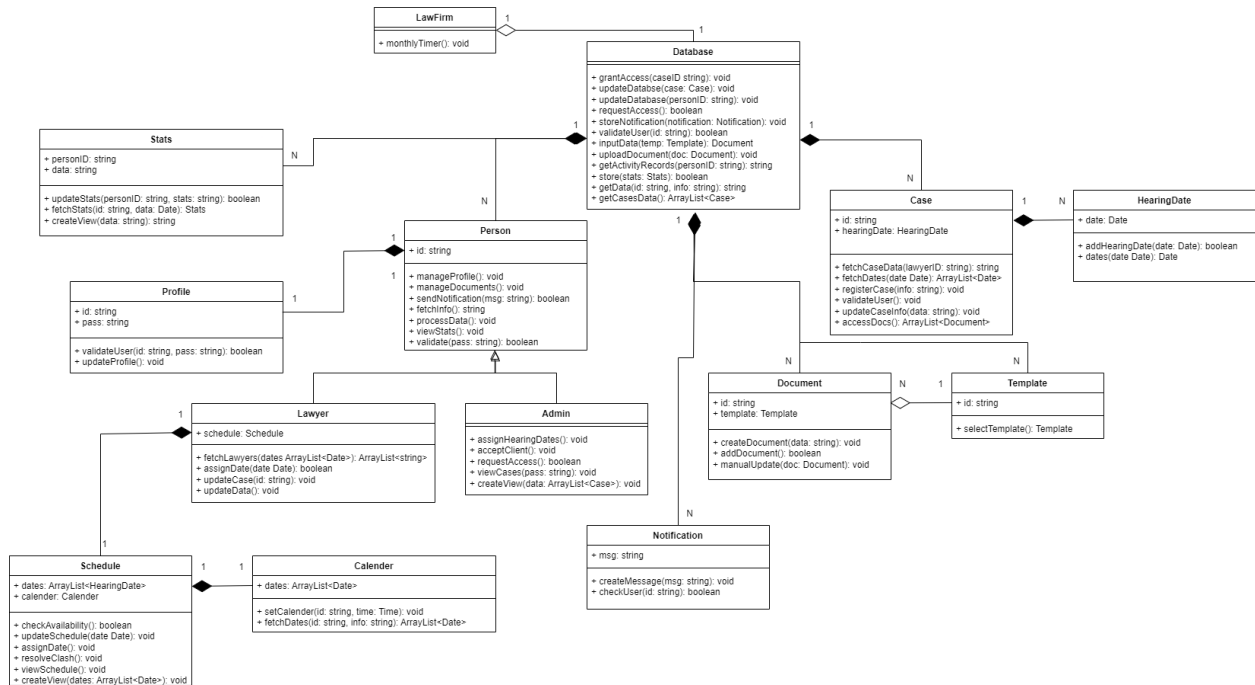 LawFirm
+ monthlyTimer(): void
1
1
Database
+ grantAccess(caseID string): void
+ updateDatabse(case: Case): void
+ updateDatabase(personID: string): void
+ requestAccess(): boolean
+ storeNotification(notification: Notification): void
+ validateUser(id: string): boolean
+ inputData(temp: Template): Document
+ uploadDocument(doc: Document): void
+ getActivityRecords(personID: string): string
+ store(stats: Stats): boolean
+ getData(id: string, info: string): string
+ getCasesData(): ArrayList<Case>
1
1
1
Stats
+ personID: string
+ data: string
+ updateStats(personID: string, stats: string): boolean
+ fetchStats(id: string, data: Date): Stats
+ createView(data: string): string
N
N
N
Case
+ id: string
+ hearingDate: HearingDate
+ fetchCaseData(lawyerID: string): string
+ fetchDates(date Date): ArrayList<Date>
+ registerCase(info: string): void
+ validateUser(): void
+ updateCaseInfo(data: string): void
+ accessDocs(): ArrayList<Document>
1
N
HearingDate
+ date: Date
+ addHearingDate(date: Date): boolean
+ dates(date Date): Date
Person
+ id: string
+ manageProfile(): void
+ manageDocuments(): void
+ sendNotification(msg: string): boolean
+ fetchInfo(): string
+ processData(): void
+ viewStats(): void
+ validate(pass: string): boolean
1
1
1
Profile
+ id: string
+ pass: string
+ validateUser(id: string, pass: string): boolean
+ updateProfile(): void
N
N
Document
+ id: string
+ template: Template
+ createDocument(data: string): void
+ addDocument(): boolean
+ manualUpdate(doc: Document): void
N
1
Template
+ id: string
+ selectTemplate(): Template
1
Lawyer
+ schedule: Schedule
+ fetchLawyers(dates ArrayList<Date>): ArrayList<string>
+ assignDate(date Date): boolean
+ updateCase(id: string): void
+ updateData(): void
Admin
+ assignHearingDates(): void
+ acceptClient(): void
+ requestAccess(): boolean
+ viewCases(pass: string): void
+ createView(data: ArrayList<Case>): void
N
Notification
+ msg: string
+ createMessage(msg: string): void
+ checkUser(id: string): boolean
1
Schedule
+ dates: ArrayList<HearingDate>
+ calender: Calender
+ checkAvailability(): boolean
+ updateSchedule(date Date): void
+ assignDate(): void
+ resolveClash(): void
+ viewSchedule(): void
+ createView(dates: ArrayList<Date>): void
1
1
Calender
+ dates: ArrayList<Date>
+ setCalender(id: string, time: Time): void
+ fetchDates(id: string, info: string): ArrayList<Date>